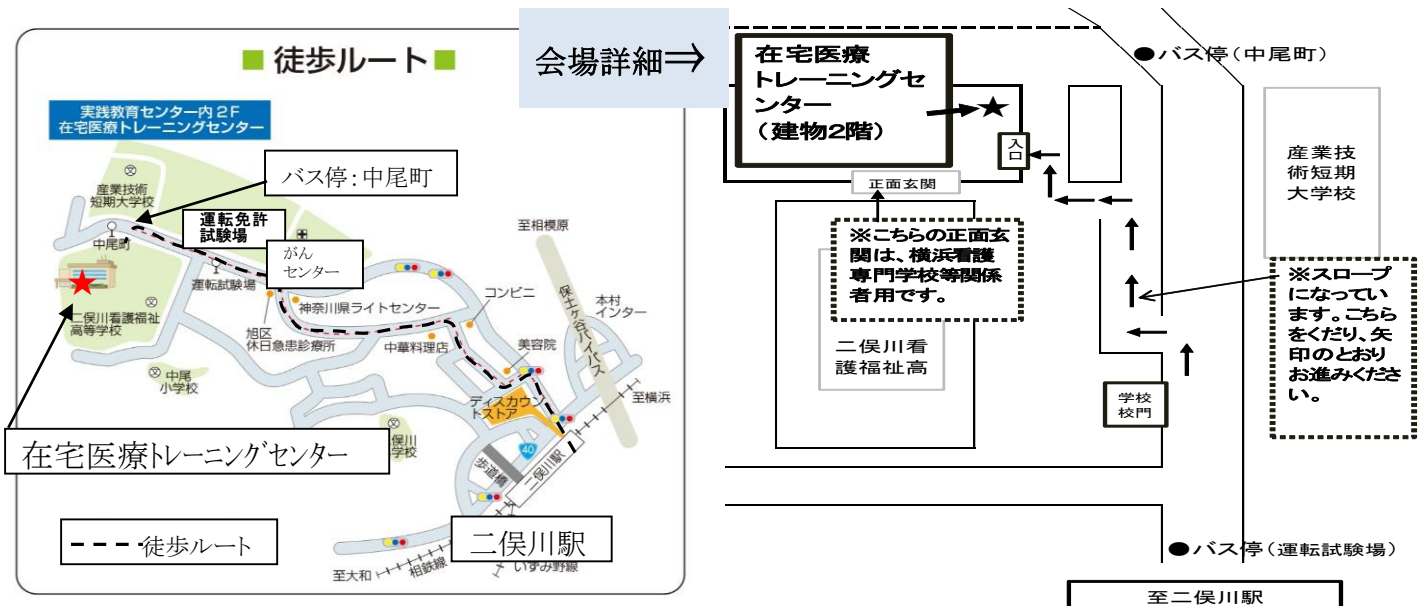 ■ 徒歩ルート ■
実践教育センター内2F
在宅医療トレーニングセンター
バス停：中尾町
産業技術
短期大学校
中尾町
運転免許
試験場
がん
センター
運転試験場
二俣川看護福祉
高等学校
旭区
休日急患診療所
神奈川県ライトセンター
中華料理店
コンビニ
美容院
至相模原
保土ヶ谷バイパス
本村
インター
至横浜
ディスカウン
トストア
中尾
小学校
俣川
学校
40
歩道橋
二俣川駅
在宅医療トレーニングセンター
徒歩ルート
二俣川駅
至大和
相鉄線
いずみ野線
会場詳細⇒
在宅医療
トレーニングセ
ンター
（建物2階）
★
入口
正面玄関
※こちらの正面玄
関は、横浜看護
専門学校等関係
者用です。
二俣川看
護福祉高
●バス停（中尾町）
産業技
術短期
大学校
※スロープ
になってい
ます。こちら
をくだり、矢
印のとおり
お進みくださ
い。
学校
校門
●バス停（運転試験場）
至二俣川駅